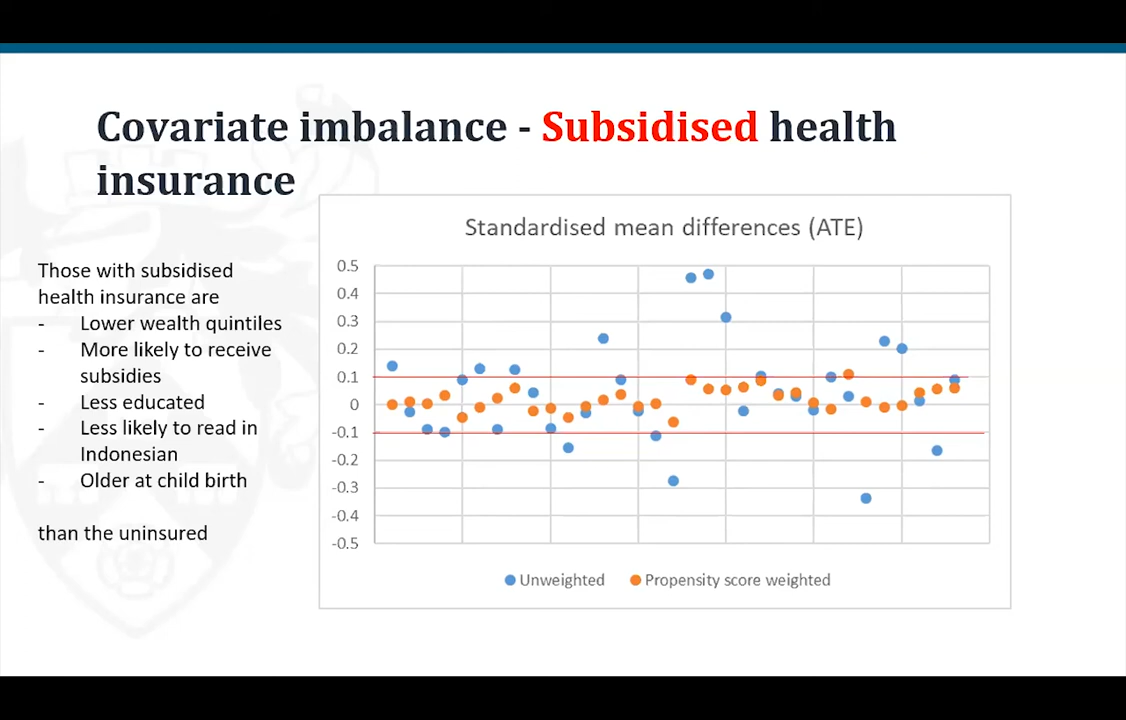 Covariate imbalance - Subsidised health
insurance
Those with subsidised
health insurance are
- Lower wealth quintiles
- More likely to receive
subsidies
- Less educated
- Less likely to read in
Indonesian
- Older at child birth
than the uninsured
Standardised mean differences (ATE)
0.5
0.4
0.3
0.2
0.1
0
-0.1
-0.2
-0.3
-0.4
-0.5
Unweighted Propensity score weighted